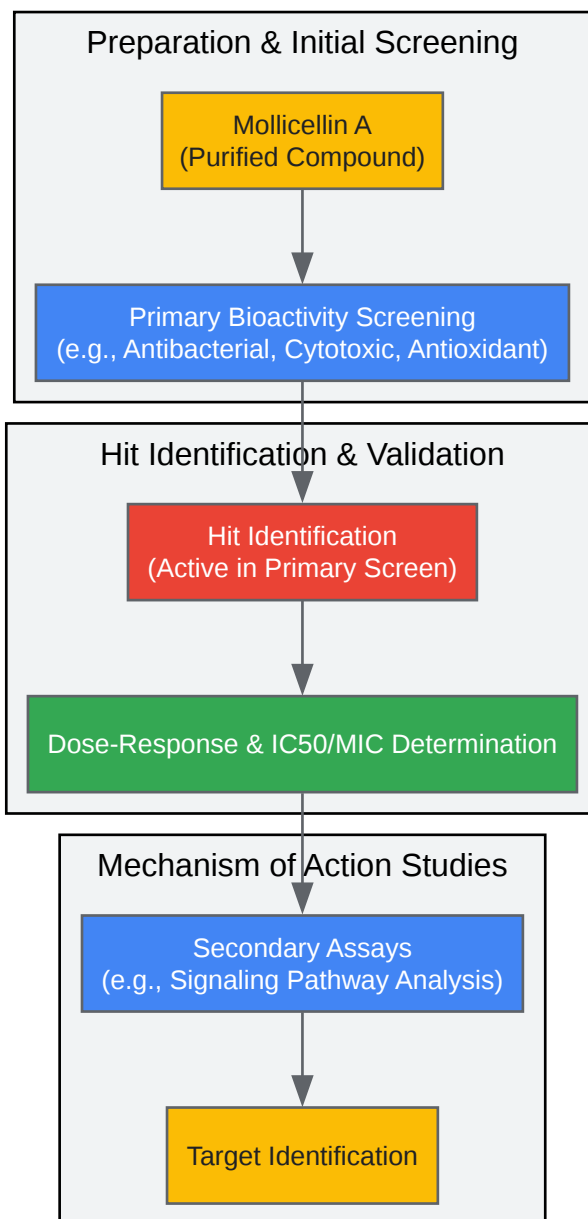 Preparation & Initial Screening
Mollicellin A
(Purified Compound)
Primary Bioactivity Screening
(e.g., Antibacterial, Cytotoxic, Antioxidant)
Hit Identification & Validation
Hit Identification
(Active in Primary Screen)
Dose-Response & IC50/MIC Determination
Mechanism of Action Studies
Secondary Assays
(e.g., Signaling Pathway Analysis)
Target Identification